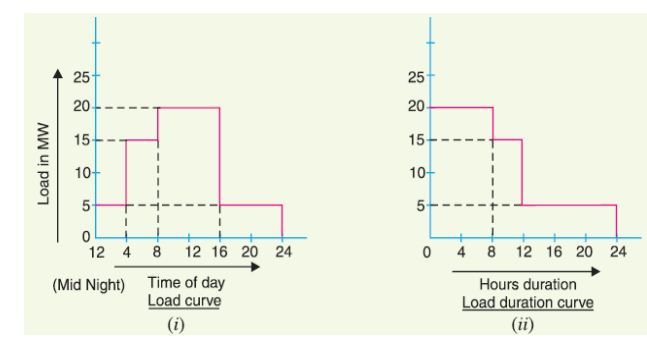 25
20
15
10
5
0
Load in MW
12 4 8 12 16 20 24
(Mid Night)
Time of day
Load curve
(i)
25
20
15
10
5
0 4 8 12 16 20 24
Hours duration
Load duration curve
(ii)